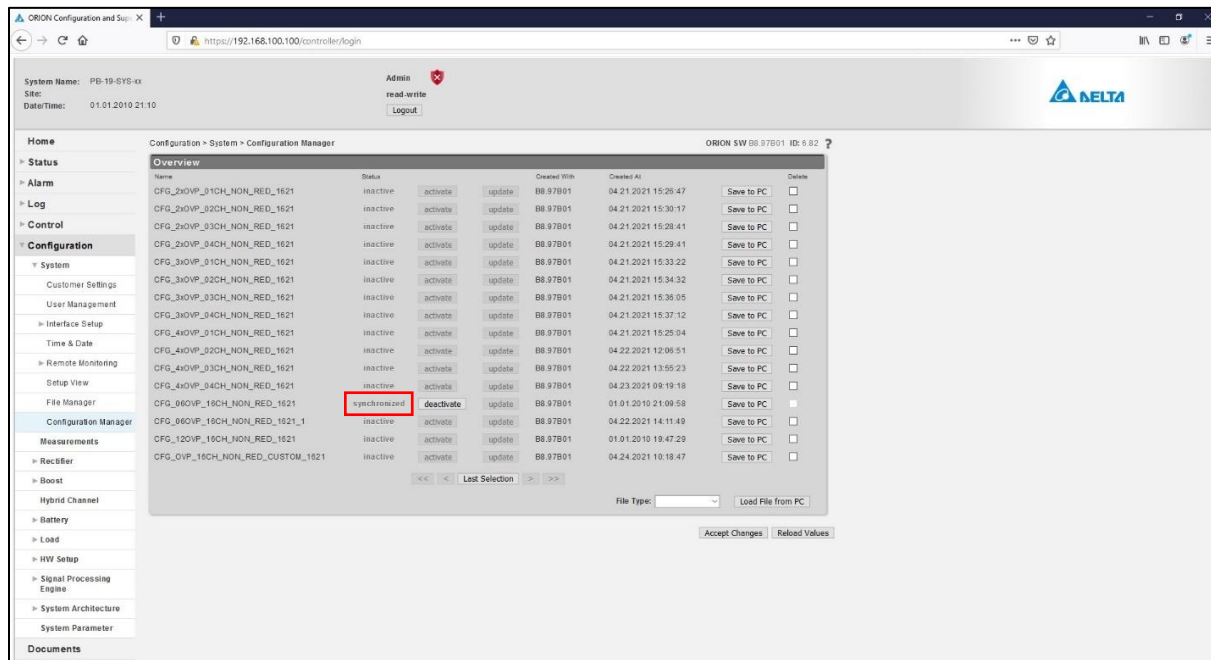 ORION Configuration and Sup
https://192.168.100.100/controller/login
System Name: PB-19-SYS-xx
Site:
Date/Time: 01.01.2010 21:10
Admin
read-write
Logout
DELTA
Home
Status
Alarm
Log
Control
Configuration
System
Customer Settings
User Management
Interface Setup
Time & Date
Remote Monitoring
Setup View
File Manager
Configuration Manager
Measurements
Rectifier
Boost
Hybrid Channel
Battery
Load
HW Setup
Signal Processing
Engine
System Architecture
System Parameter
Documents
Configuration > System > Configuration Manager ORION SW B8.97B01 ID: 6.82 ?
Overview
Name Status Created With Created At Delete
CFG_2xOVP_01CH_NON_RED_1621 inactive activate update B8.97B01 04.21.2021 15:26:47 Save to PC
CFG_2xOVP_02CH_NON_RED_1621 inactive activate update B8.97B01 04.21.2021 15:30:17 Save to PC
CFG_2xOVP_03CH_NON_RED_1621 inactive activate update B8.97B01 04.21.2021 15:28:41 Save to PC
CFG_2xOVP_04CH_NON_RED_1621 inactive activate update B8.97B01 04.21.2021 15:29:41 Save to PC
CFG_3xOVP_01CH_NON_RED_1621 inactive activate update B8.97B01 04.21.2021 15:33:22 Save to PC
CFG_3xOVP_02CH_NON_RED_1621 inactive activate update B8.97B01 04.21.2021 15:34:32 Save to PC
CFG_3xOVP_03CH_NON_RED_1621 inactive activate update B8.97B01 04.21.2021 15:36:05 Save to PC
CFG_3xOVP_04CH_NON_RED_1621 inactive activate update B8.97B01 04.21.2021 15:37:12 Save to PC
CFG_4xOVP_01CH_NON_RED_1621 inactive activate update B8.97B01 04.21.2021 15:25:04 Save to PC
CFG_4xOVP_02CH_NON_RED_1621 inactive activate update B8.97B01 04.22.2021 12:06:51 Save to PC
CFG_4xOVP_03CH_NON_RED_1621 inactive activate update B8.97B01 04.22.2021 13:55:23 Save to PC
CFG_4xOVP_04CH_NON_RED_1621 inactive activate update B8.97B01 04.23.2021 09:19:18 Save to PC
CFG_06OVP_16CH_NON_RED_1621 synchronized deactivate update B8.97B01 01.01.2010 21:09:58 Save to PC
CFG_06OVP_16CH_NON_RED_1621_1 inactive activate update B8.97B01 04.22.2021 14:11:49 Save to PC
CFG_12OVP_16CH_NON_RED_1621 inactive activate update B8.97B01 01.01.2010 19:47:29 Save to PC
CFG_OVP_16CH_NON_RED_CUSTOM_1621 inactive activate update B8.97B01 04.24.2021 10:18:47 Save to PC
<< < Last Selection > >>
File Type: Load File from PC
Accept Changes Reload Values